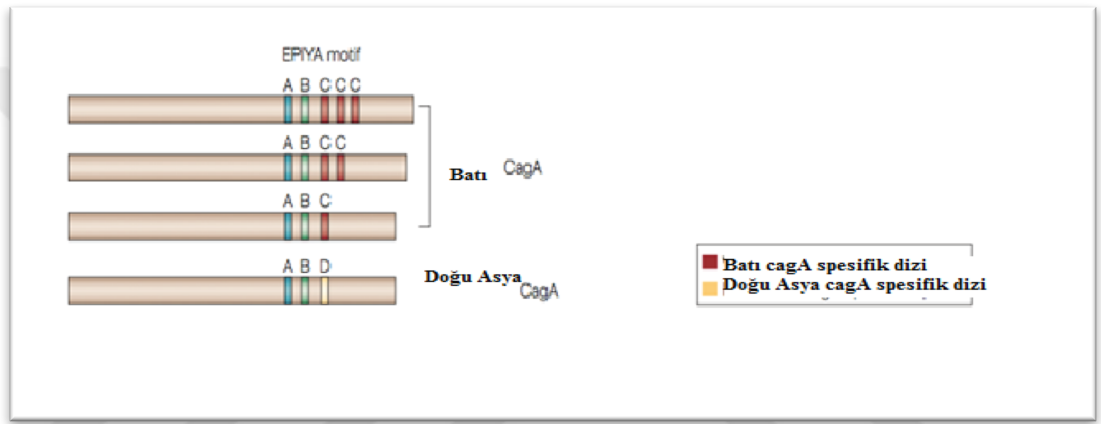 EPIYA motif
A B C C C
A B C C
Batı CagA
A B C
A B D
Doğu Asya CagA
Batı cagA spesifik dizi
Doğu Asya cagA spesifik dizi